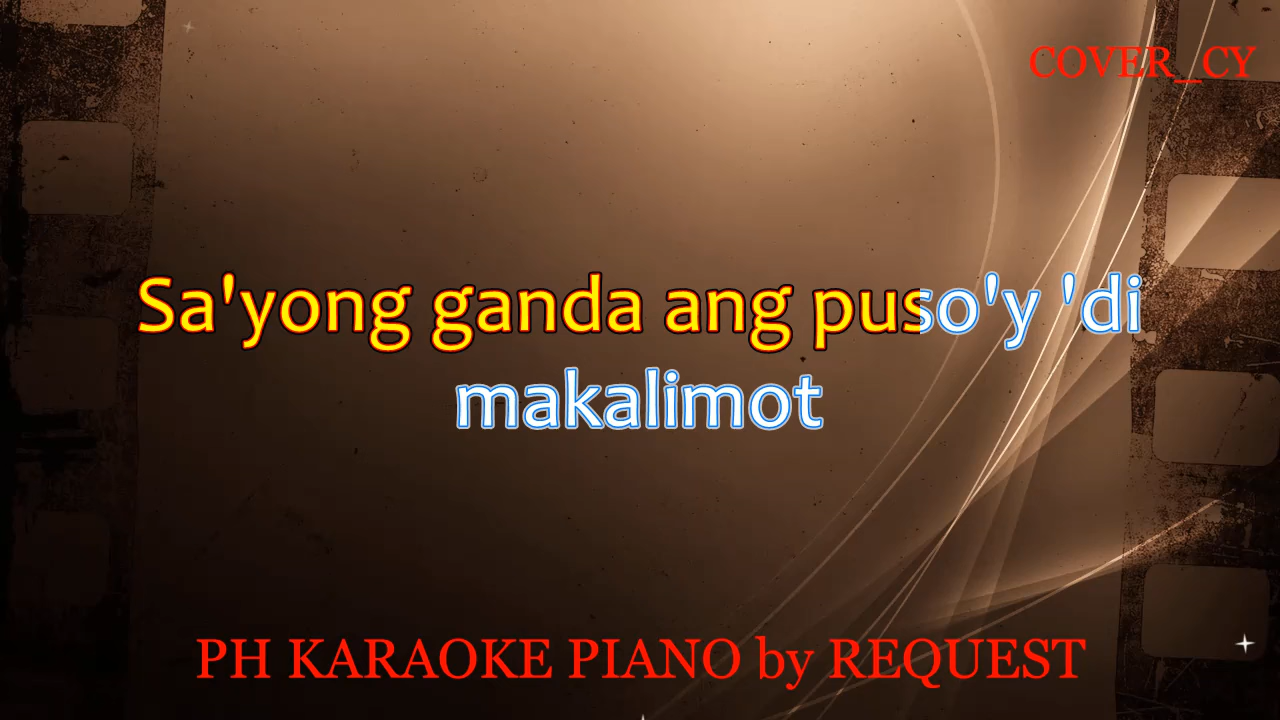 COVER_CY
Sa'yong ganda ang puso'y 'di
makalimot
PH KARAOKE PIANO by REQUEST